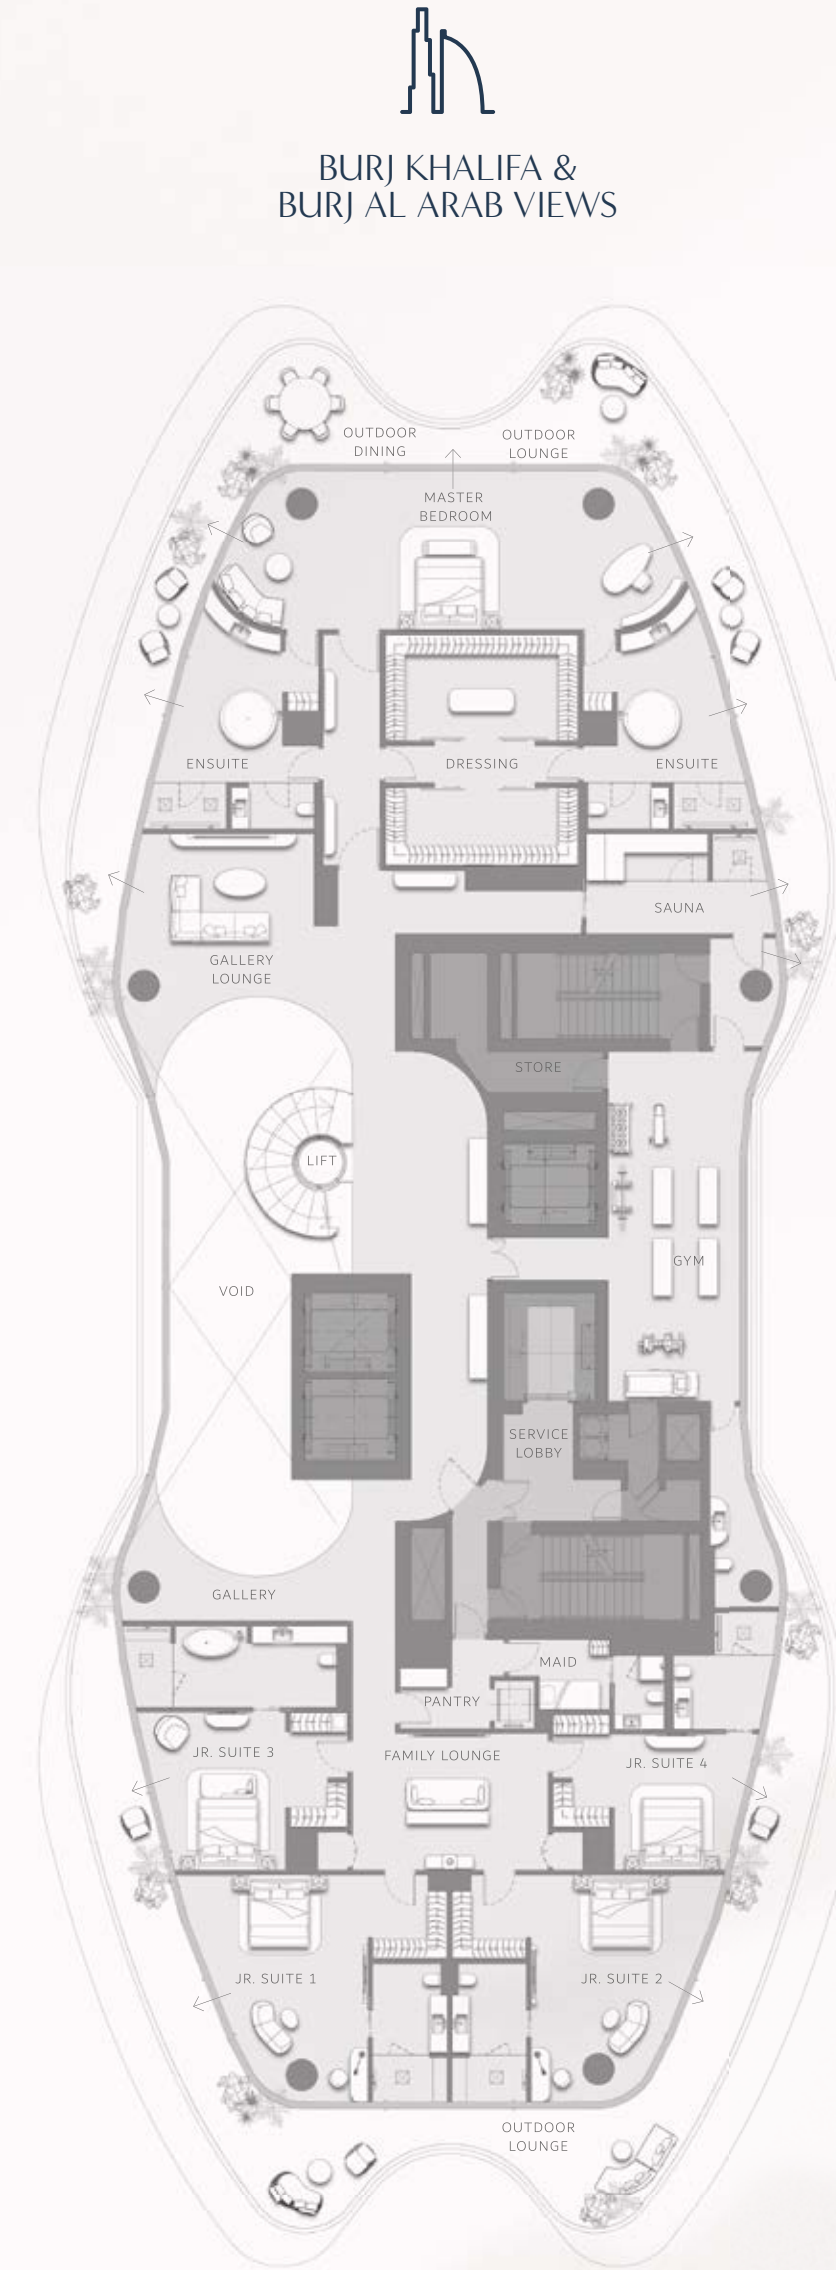 BURJ KHALIFA &
BURJ AL ARAB VIEWS
OUTDOOR
DINING
OUTDOOR
LOUNGE
MASTER
BEDROOM
ENSUITE
DRESSING
ENSUITE
SAUNA
GALLERY
LOUNGE
STORE
LIFT
GYM
VOID
SERVICE
LOBBY
GALLERY
MAID
PANTRY
JR. SUITE 3
FAMILY LOUNGE
JR. SUITE 4
JR. SUITE 1
JR. SUITE 2
OUTDOOR
LOUNGE